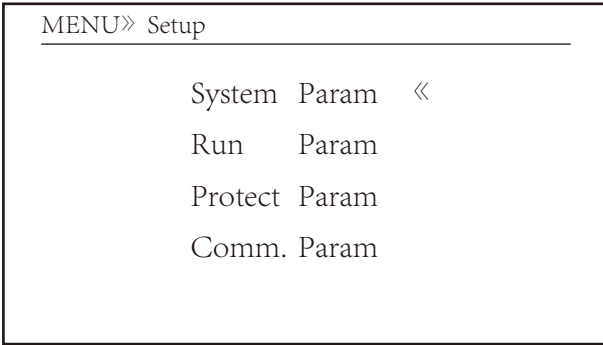 MENU》 Setup
System Param 《
Run Param
Protect Param
Comm. Param